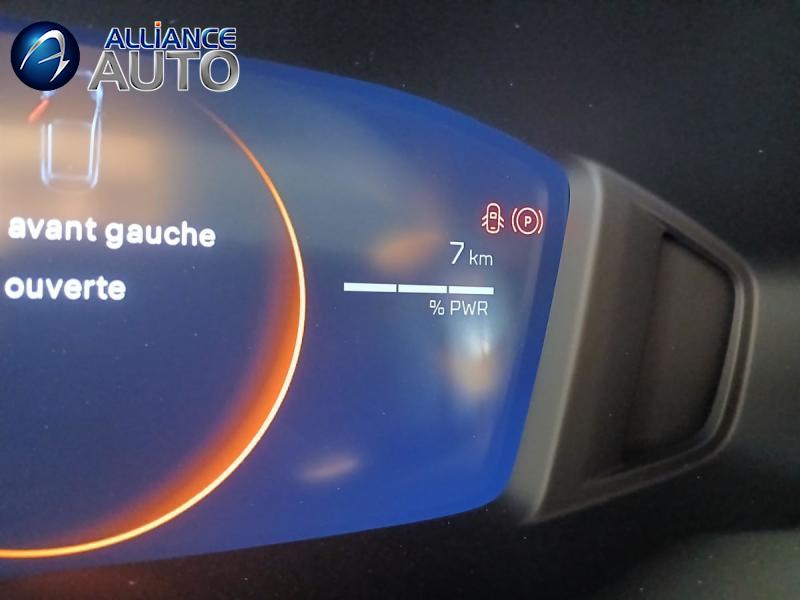 ALLIANCE
AUTO
avant gauche
ouverte
P
7 km
% PWR